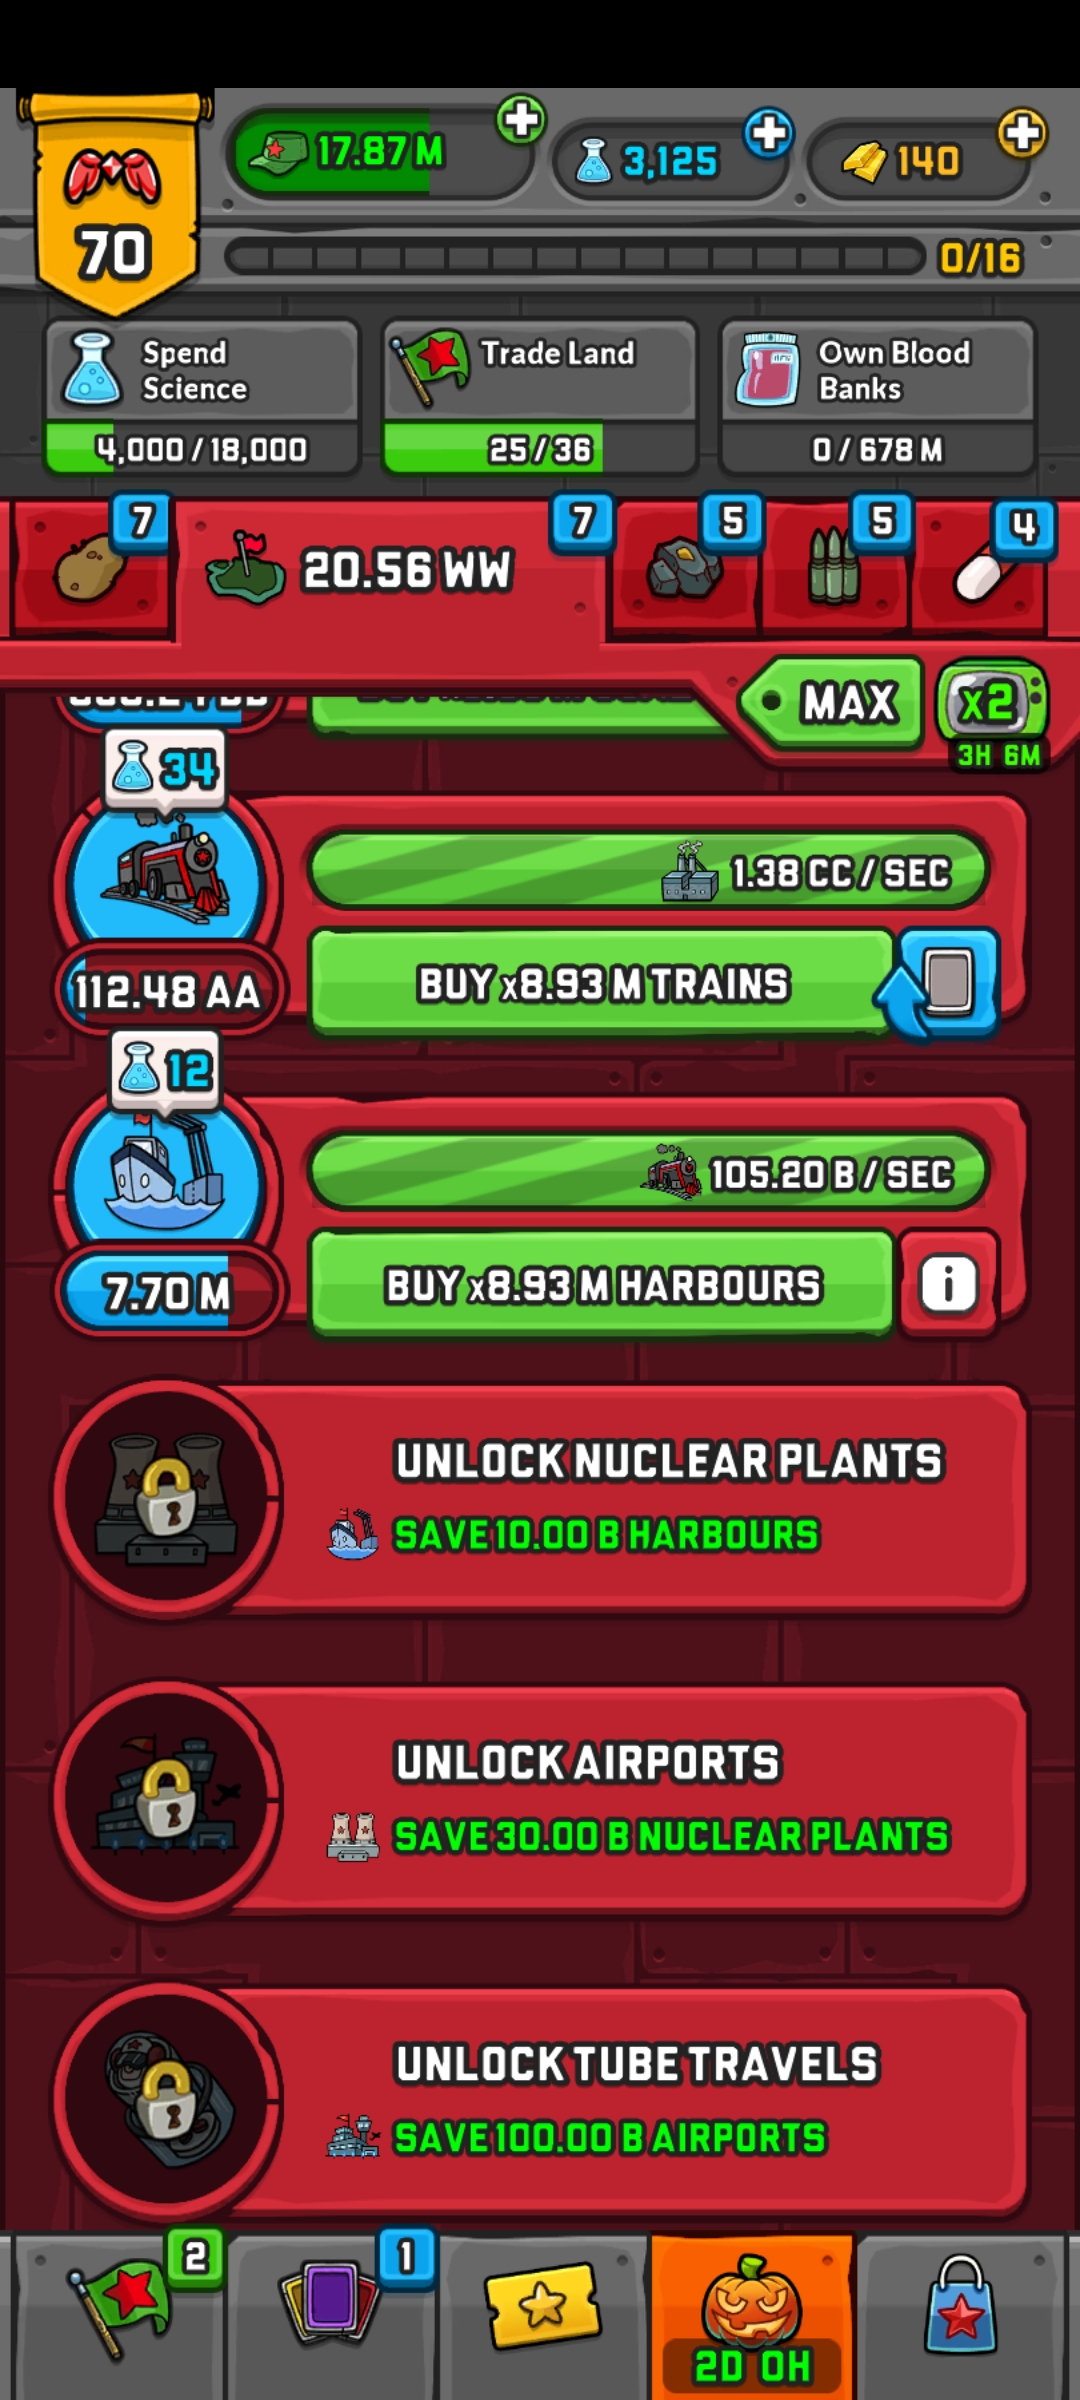 17.87 M
3,125
140
70
0/16
Spend
Science
4,000/18,000
Trade Land
25/36
Own Blood
Banks
0/678 M
7
20.56 WW
7
5
5
4
MAX
x2
3H 6M
34
1.38 CC/SEC
BUY x8.93 M TRAINS
112.48 AA
12
105.20 B/SEC
BUY x8.93 M HARBOURS
i
7.70 M
UNLOCK NUCLEAR PLANTS
SAVE 10.00 B HARBOURS
UNLOCK AIRPORTS
SAVE 30.00 B NUCLEAR PLANTS
UNLOCK TUBE TRAVELS
SAVE 100.00 B AIRPORTS
2
1
2D 0H